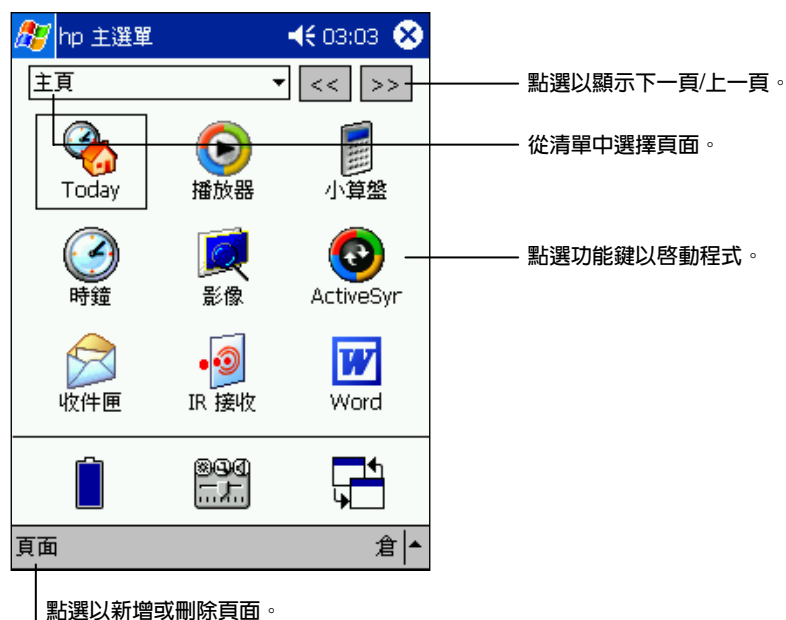 hp 主選單 03:03
主頁 << >>
點選以顯示下一頁/上一頁。
從清單中選擇頁面。
Today 播放器 小算盤
點選功能鍵以啓動程式。
時鐘 影像 ActiveSyr
收件匣 IR 接收 Word
頁面 倉
點選以新增或刪除頁面。